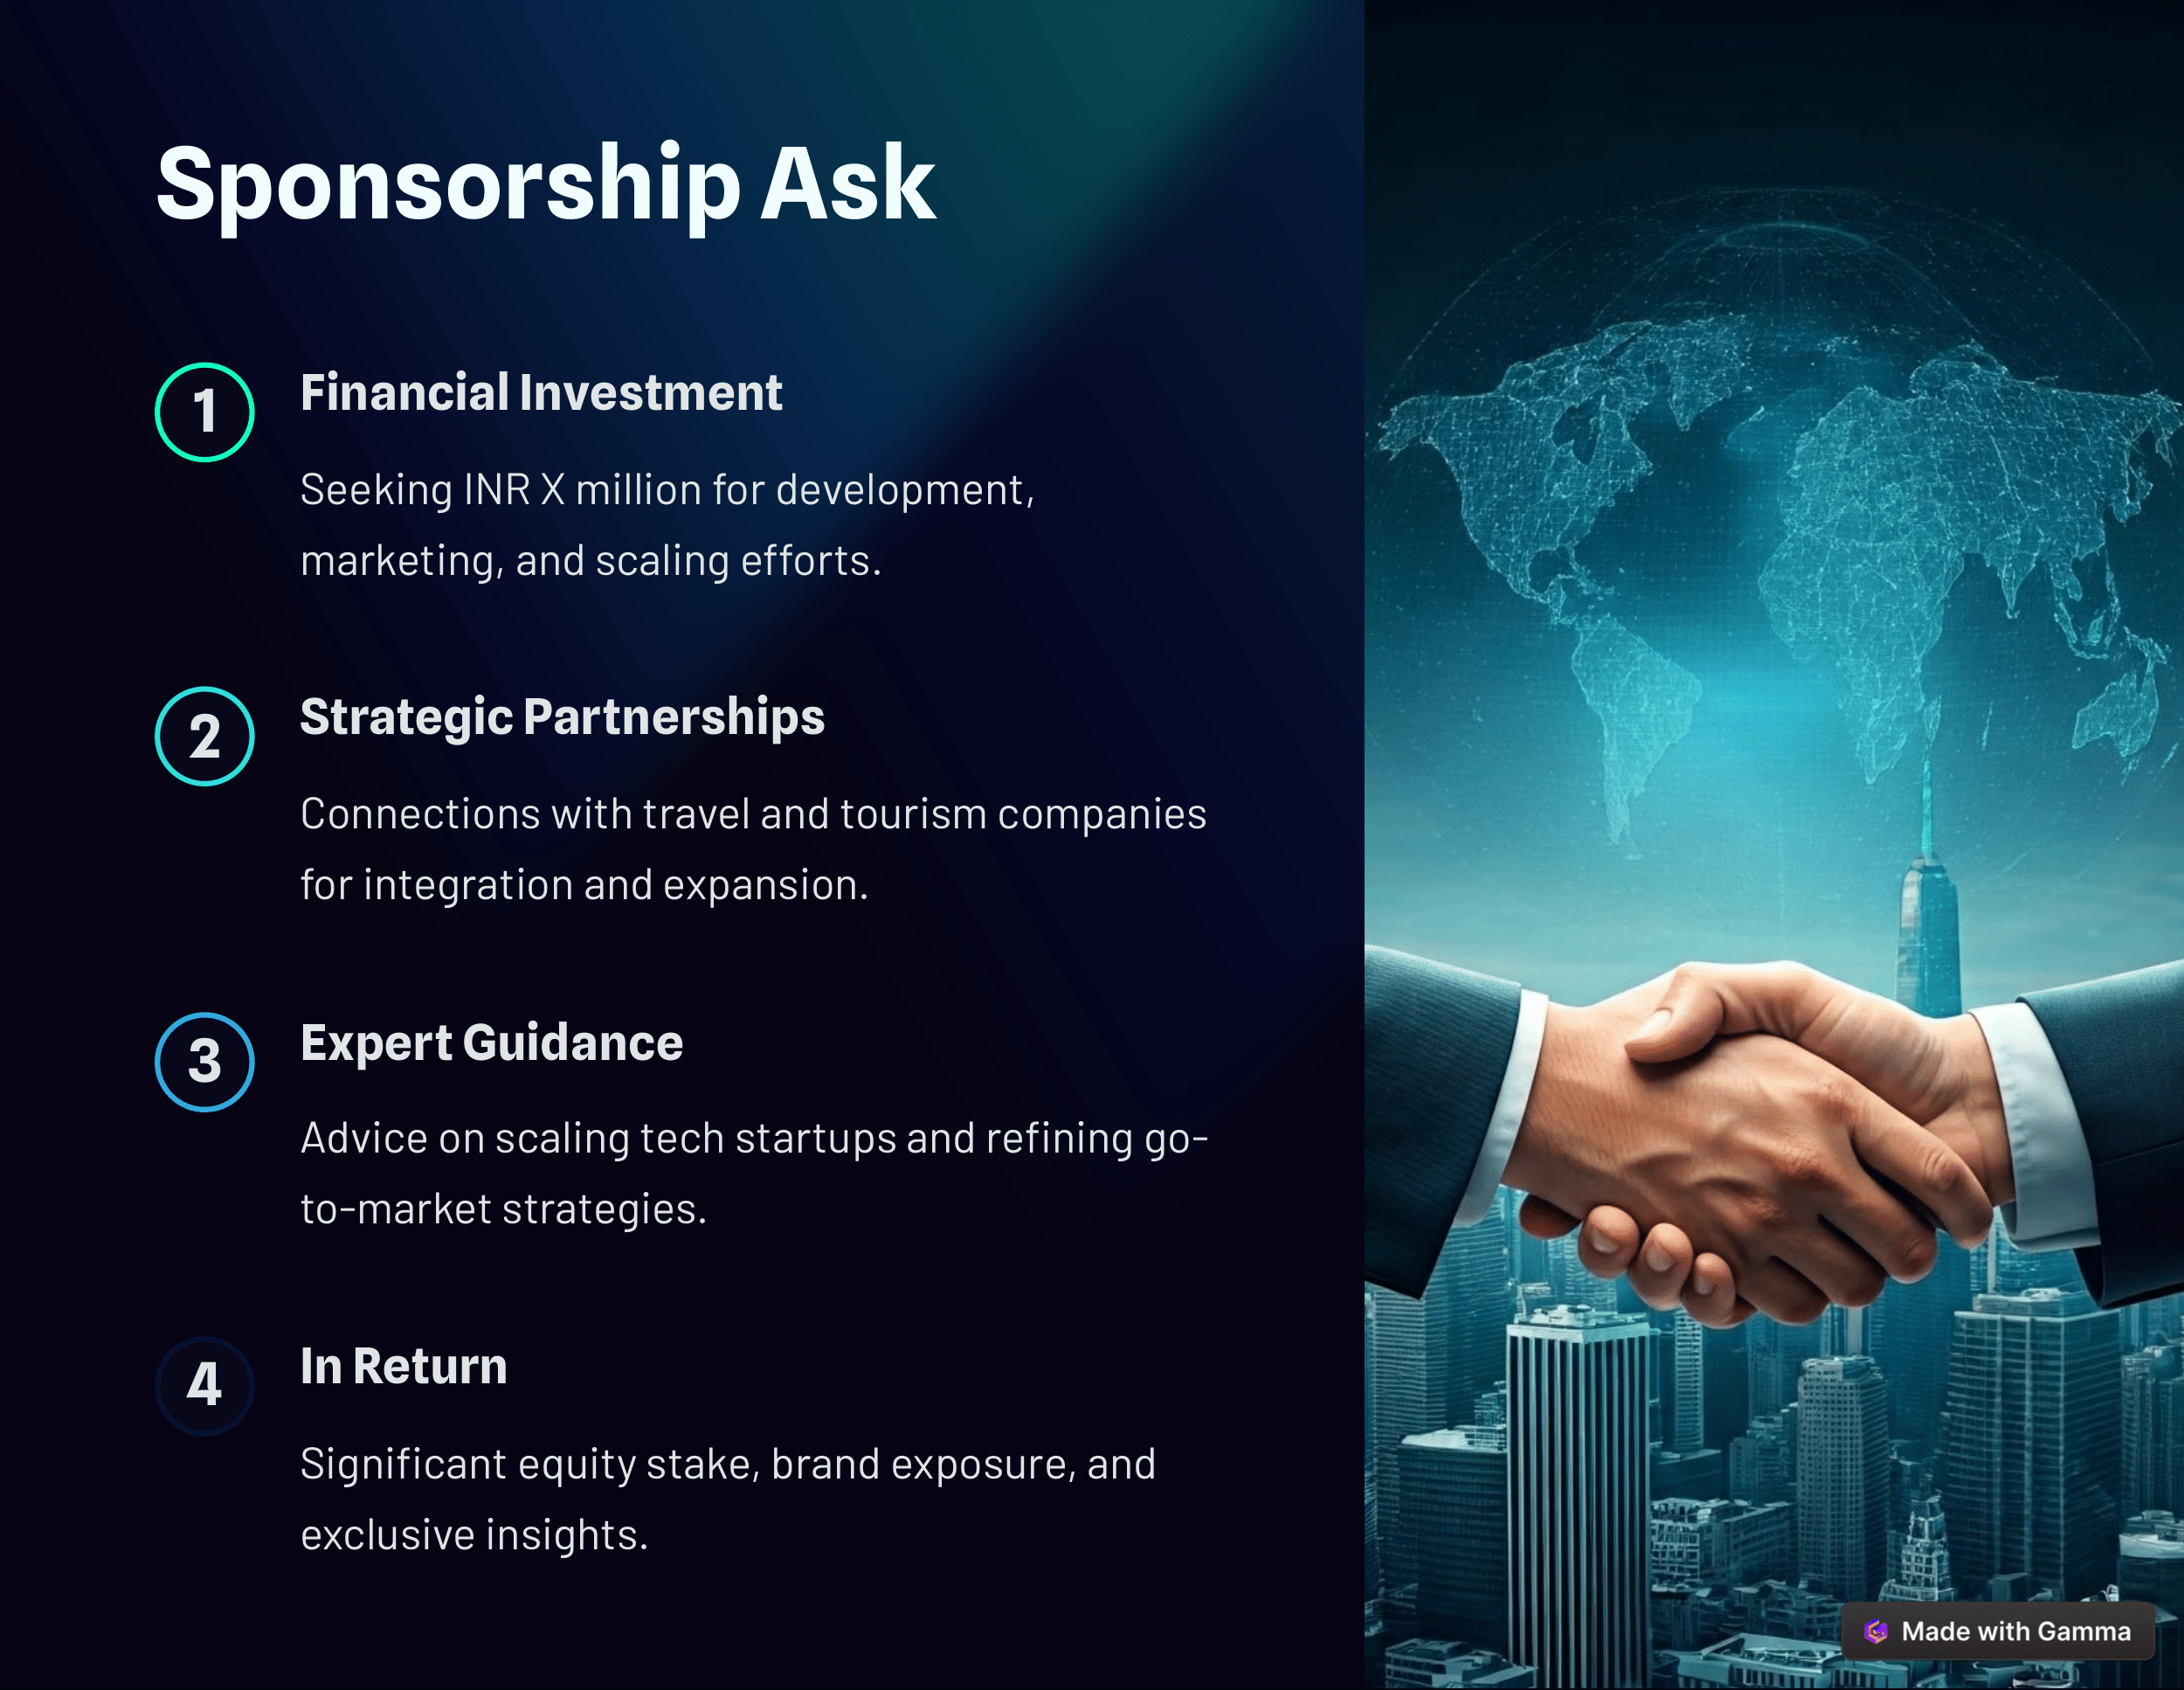 Sponsorship Ask
1
Financial Investment
Seeking INR X million for development,
marketing, and scaling efforts.
2
Strategic Partnerships
Connections with travel and tourism companies
for integration and expansion.
3
Expert Guidance
Advice on scaling tech startups and refining go-
to-market strategies.
4
In Return
Significant equity stake, brand exposure, and
exclusive insights.
Made with Gamma